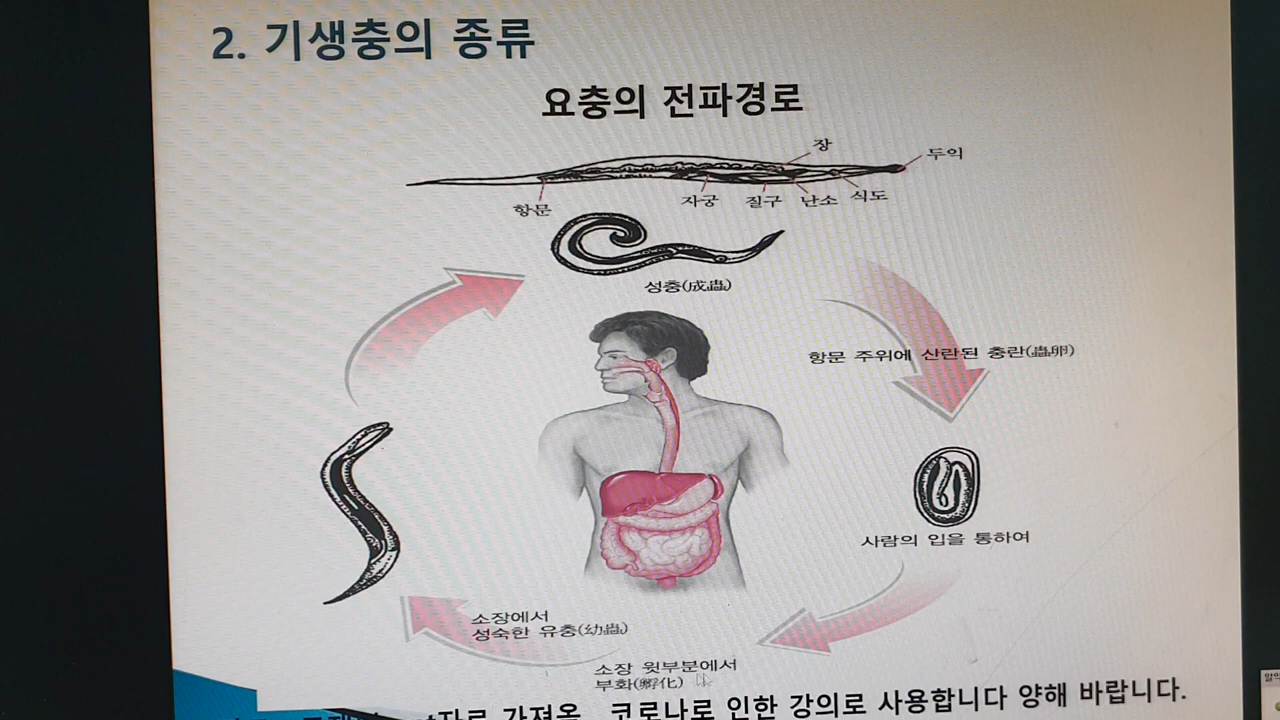 2. 기생충의 종류
요충의 전파경로
장
두익
항문
자궁
질구
난소
식도
성충(成蟲)
항문 주위에 산란된 충란(蟲卵)
사람의 입을 통하여
소장에서
성숙한 유충(幼蟲)
소장 윗부분에서
부화(孵化)
가져옴 코로나로 인한 강의로 사용합니다 양해 바랍니다.